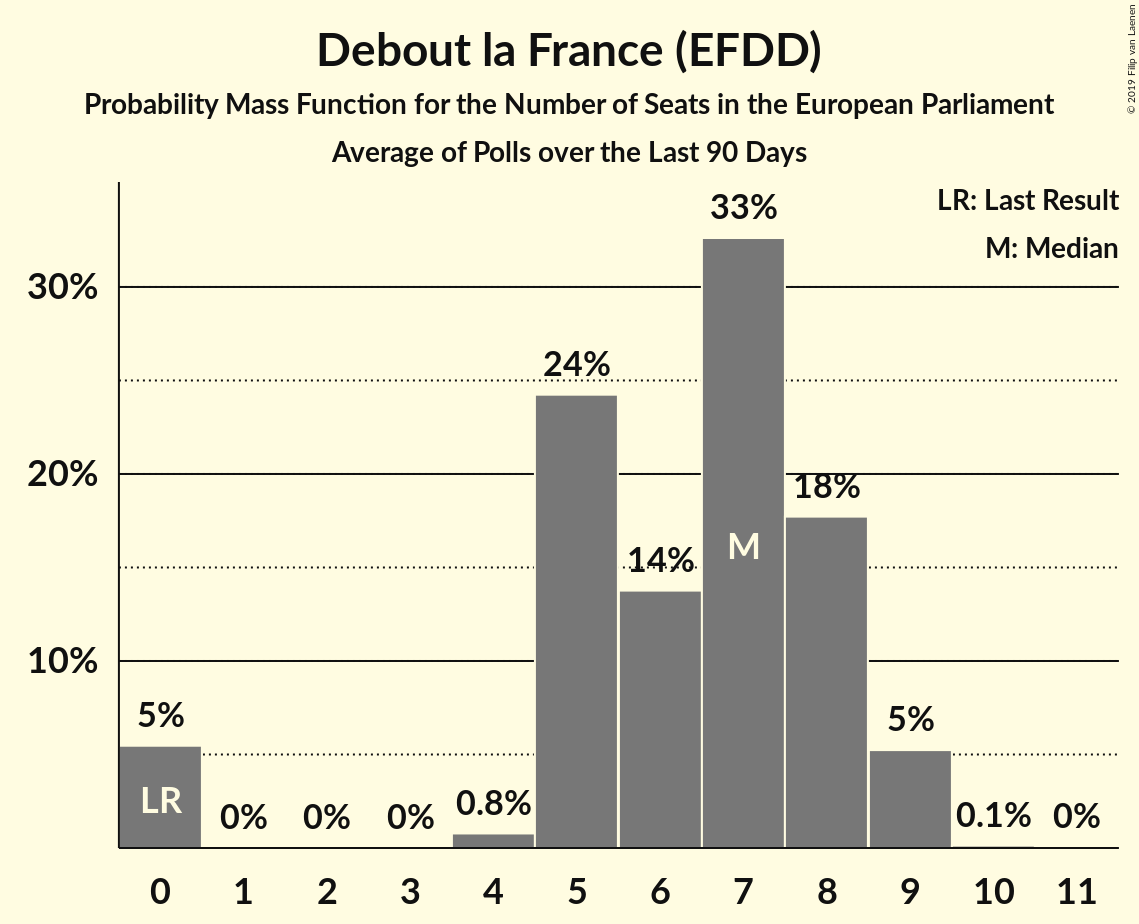 Debout la France (EFDD)
Probability Mass Function for the Number of Seats in the European Parliament
Average of Polls over the Last 90 Days
© 2019 Filip van Laenen
LR: Last Result
M: Median
30%
20%
10%
5%
0%
0%
0%
0.8%
24%
14%
33%
18%
5%
0.1%
0%
LR
M
0 1 2 3 4 5 6 7 8 9 10 11